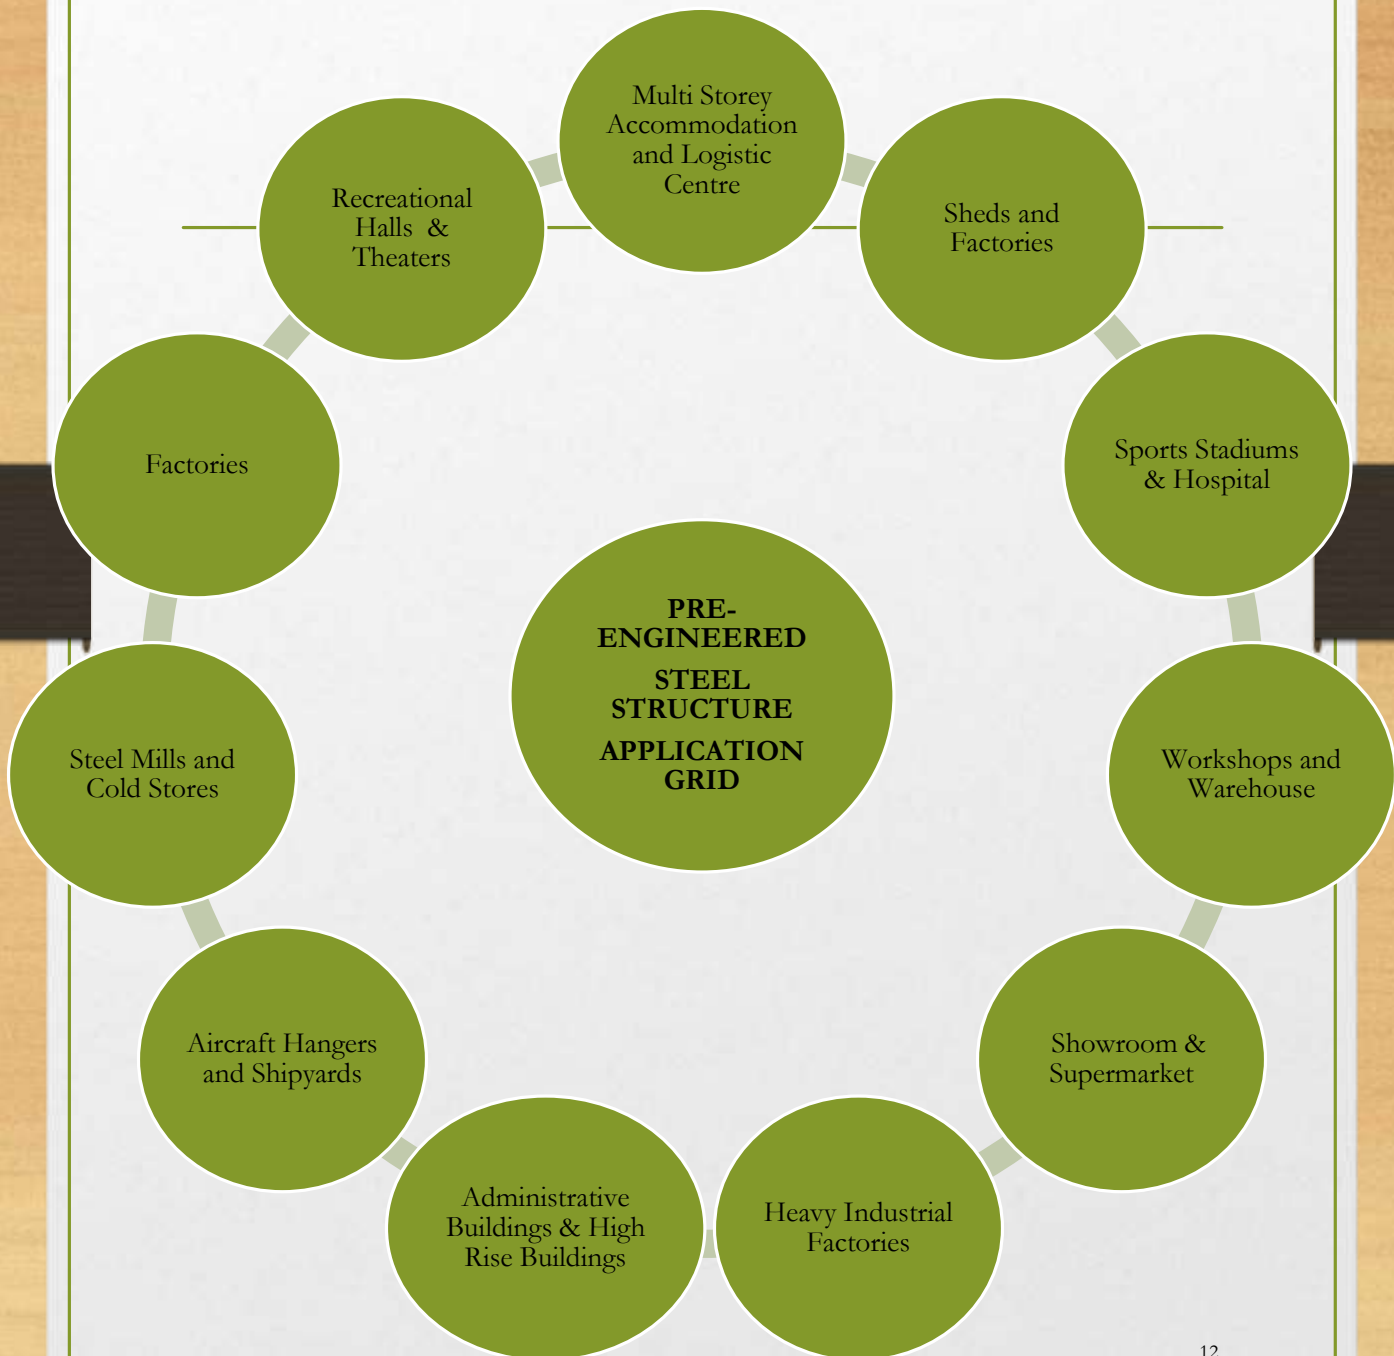 Multi Storey
Accommodation
and Logistic
Centre
Sheds and
Factories
Sports Stadiums
& Hospital
Workshops and
Warehouse
Showroom &
Supermarket
Heavy Industrial
Factories
Administrative
Buildings & High
Rise Buildings
Aircraft Hangers
and Shipyards
Steel Mills and
Cold Stores
Factories
Recreational
Halls &
Theaters
PRE-
ENGINEERED
STEEL
STRUCTURE
APPLICATION
GRID
12